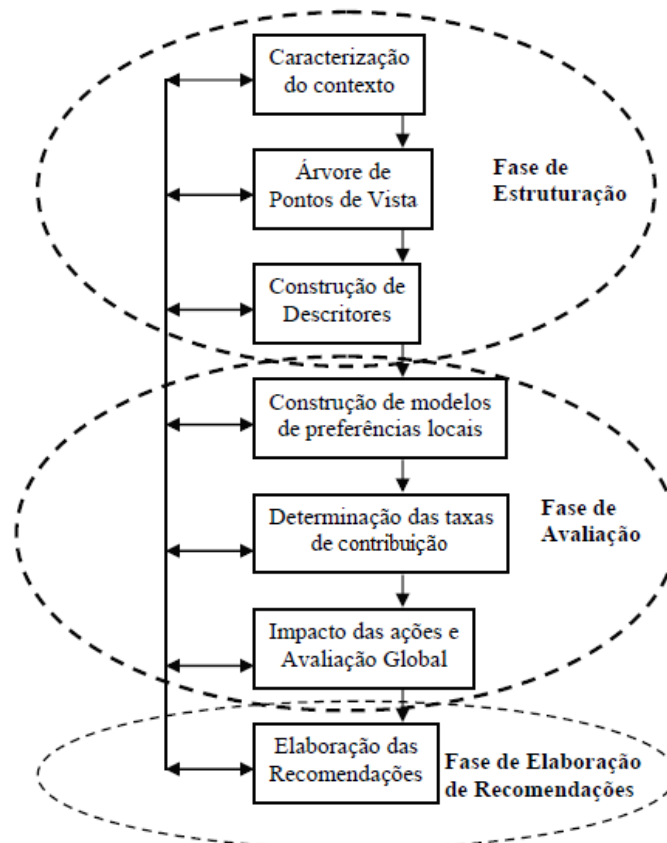 Caracterização
do contexto
Árvore de
Pontos de Vista
Fase de
Estruturação
Construção de
Descritores
Construção de modelos
de preferências locais
Determinação das taxas
de contribuição
Fase de
Avaliação
Impacto das ações e
Avaliação Global
Elaboração das
Recomendações
Fase de Elaboração
de Recomendações